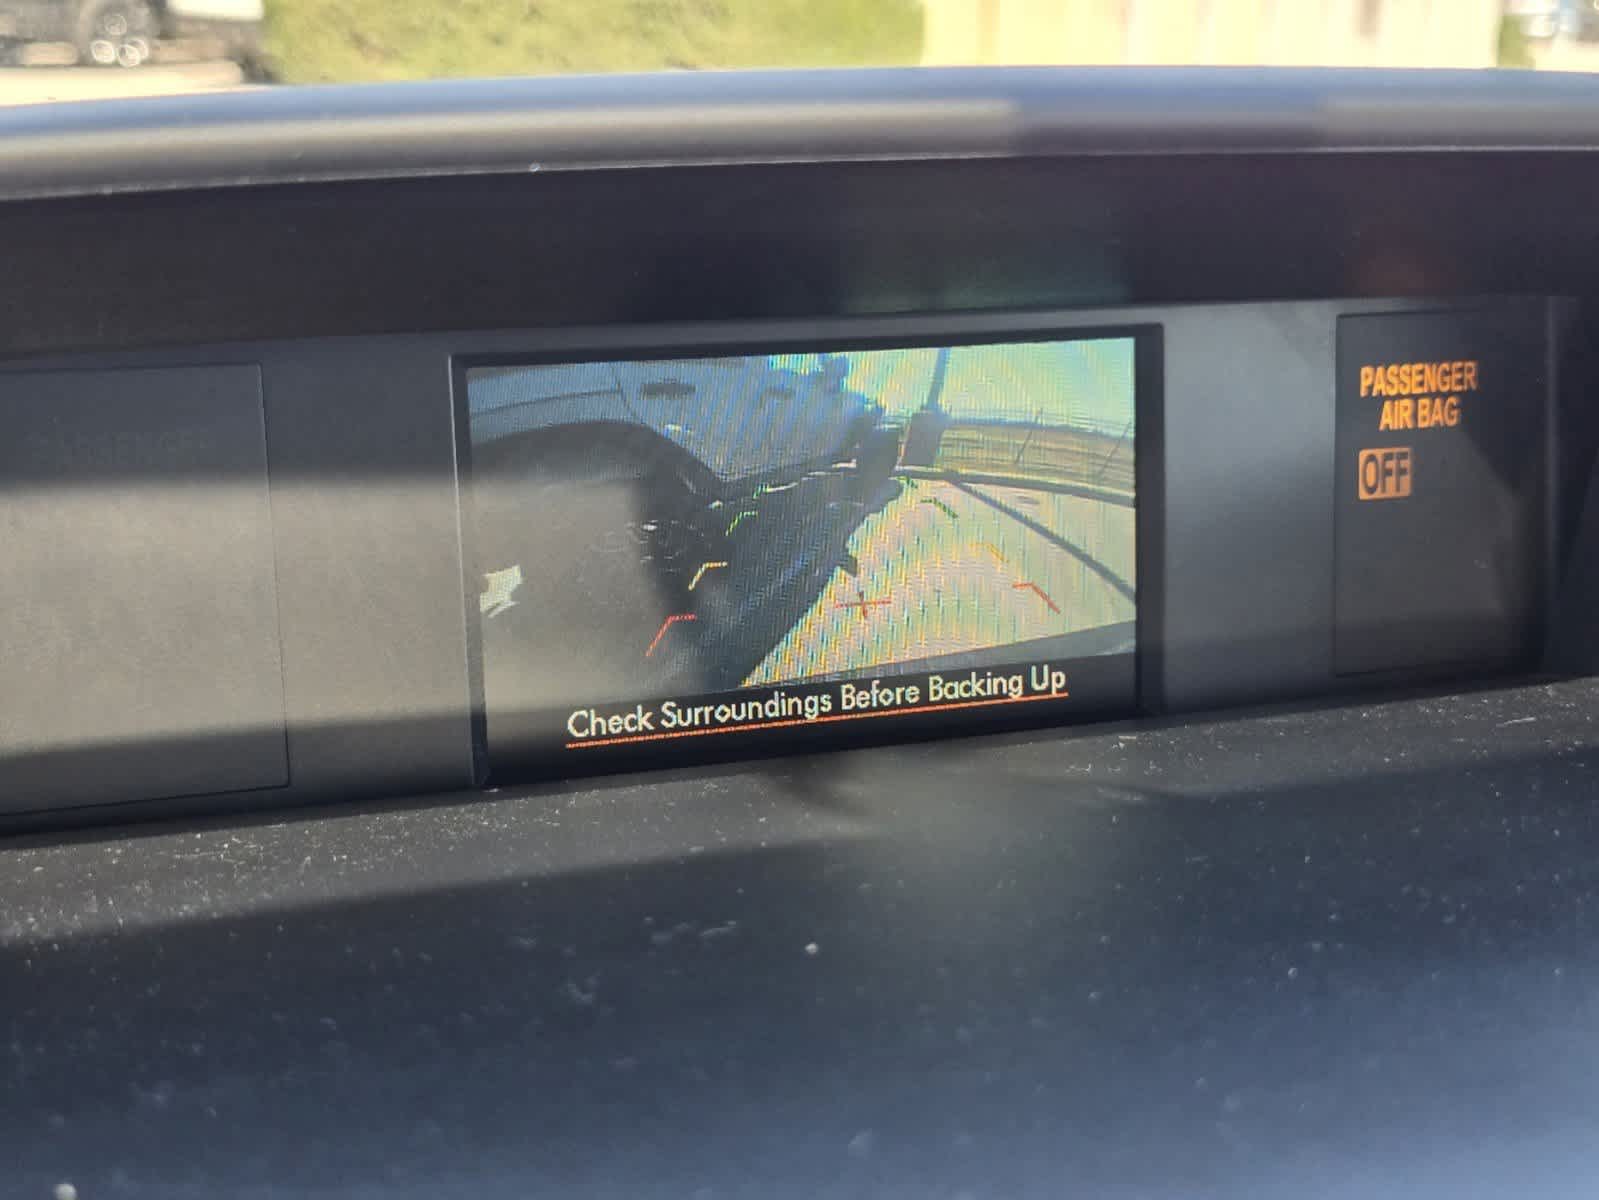 Check Surroundings Before Backing Up
PASSENGER
AIR BAG
OFF